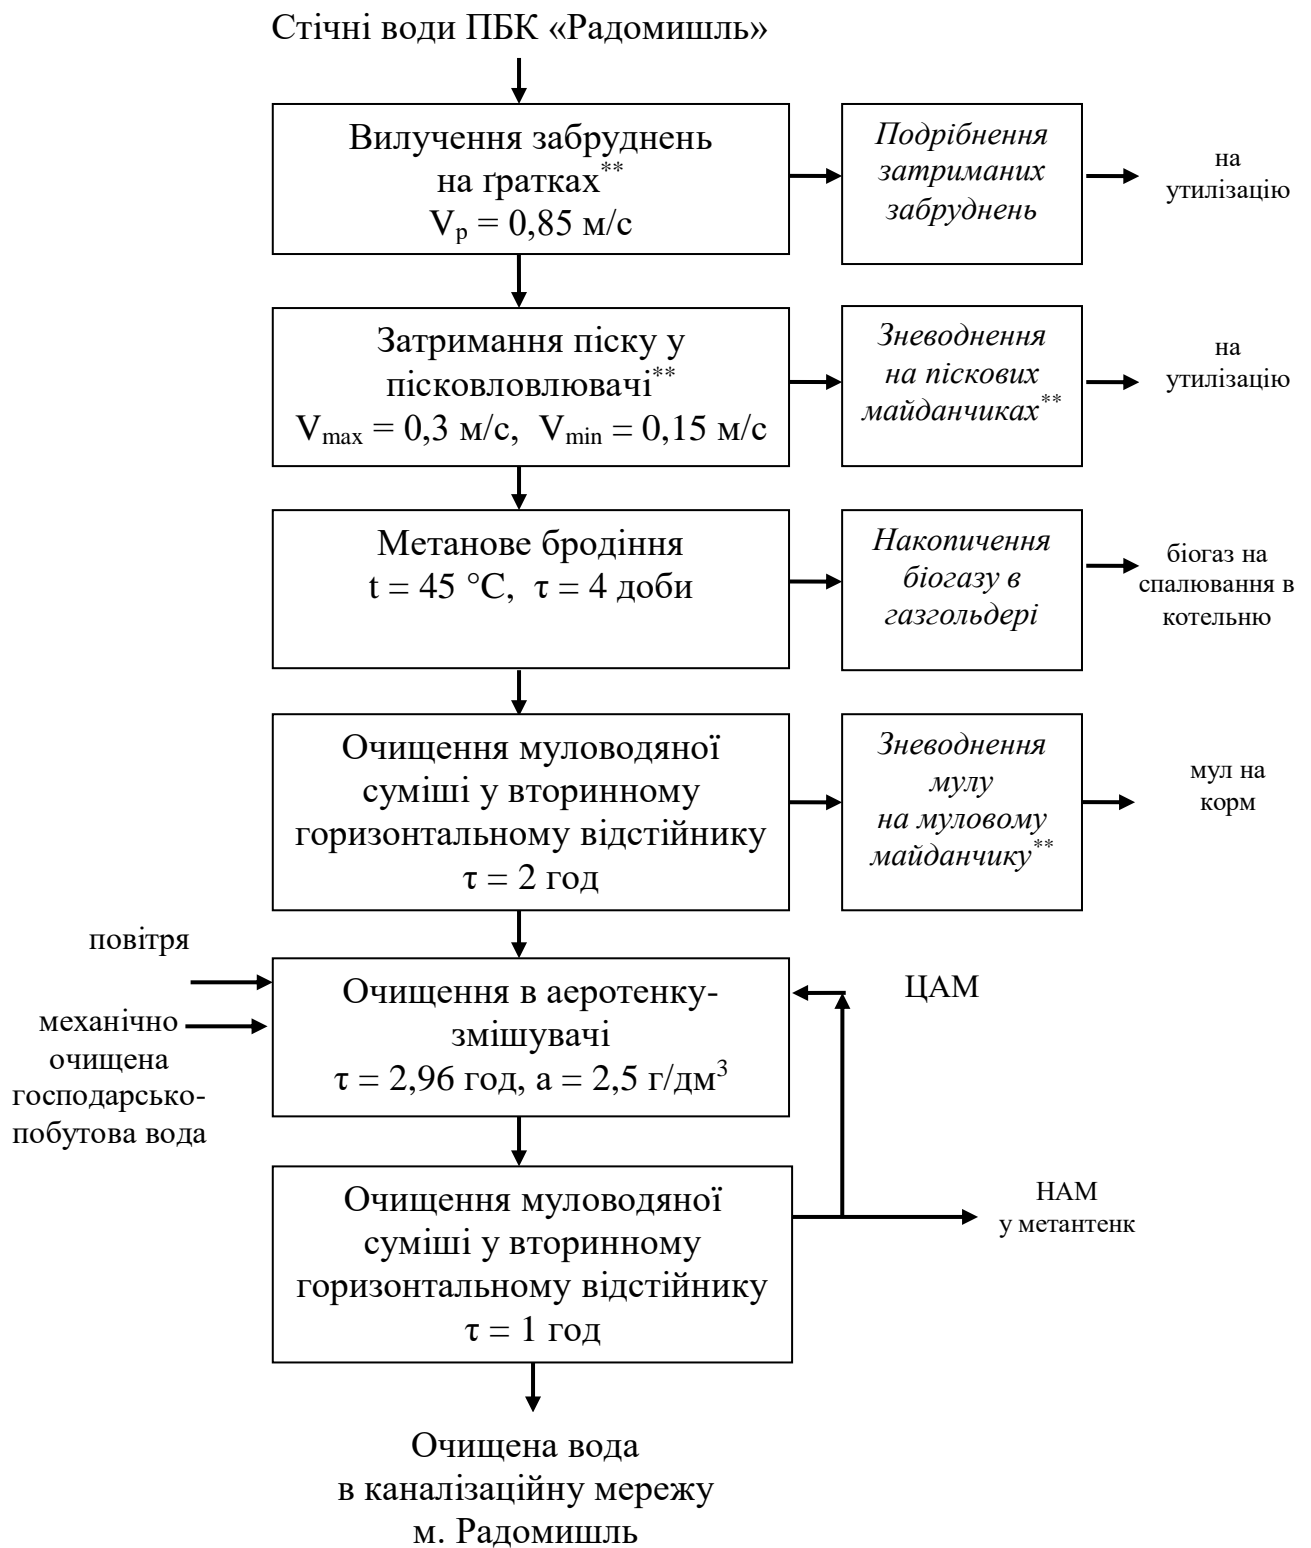 Стічні води ПБК «Радомишль»
Вилучення забруднень
на ґратках**
Vр = 0,85 м/с
Подрібнення
затриманих
забруднень
на
утилізацію
Затримання піску у
пісковловлювачі**
Vmax = 0,3 м/с, Vmin = 0,15 м/с
Зневоднення
на піскових
майданчиках**
на
утилізацію
Метанове бродіння
t = 45 °C, τ = 4 доби
Накопичення
біогазу в
газгольдері
біогаз на
спалювання в
котельню
Очищення муловодяної
суміші у вторинному
горизонтальному відстійнику
τ = 2 год
Зневоднення
мулу
на муловому
майданчику**
мул на
корм
повітря
механічно
очищена
господарсько-
побутова вода
Очищення в аеротенку-
змішувачі
τ = 2,96 год, а = 2,5 г/дм³
ЦАМ
Очищення муловодяної
суміші у вторинному
горизонтальному відстійнику
τ = 1 год
НАМ
у метантенк
Очищена вода
в каналізаційну мережу
м. Радомишль